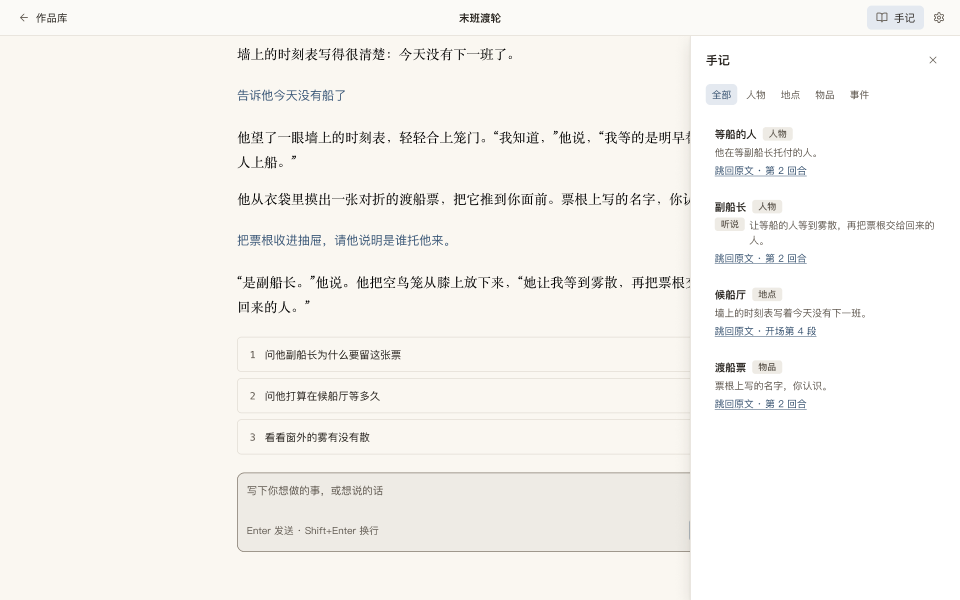 作品库
末班渡轮
手记
墙上的时刻表写得很清楚：今天没有下一班了。
告诉他今天没有船了
他望了一眼墙上的时刻表，轻轻合上笼门。“我知道，”他说，“我等的是明早
人上船。”
他从衣袋里摸出一张对折的渡船票，把它推到你面前。票根上写的名字，你
把票根收进抽屉，请他说明是谁托他来。
“是副船长。”他说。他把空鸟笼从膝上放下来，“她让我等到雾散，再把票根
回来的人。”
1 问他副船长为什么要留这张票
2 问他打算在候船厅等多久
3 看看窗外的雾有没有散
写下你想做的事，或想说的话
Enter 发送 · Shift+Enter 换行
手记
全部 人物 地点 物品 事件
等船的人 人物
他在等副船长托付的人。
跳回原文 · 第 2 回合
副船长 人物
听说 让等船的人等到雾散，再把票根交给回来的
人。
跳回原文 · 第 2 回合
候船厅 地点
墙上的时刻表写着今天没有下一班。
跳回原文 · 开场第 4 段
渡船票 物品
票根上写的名字，你认识。
跳回原文 · 第 2 回合